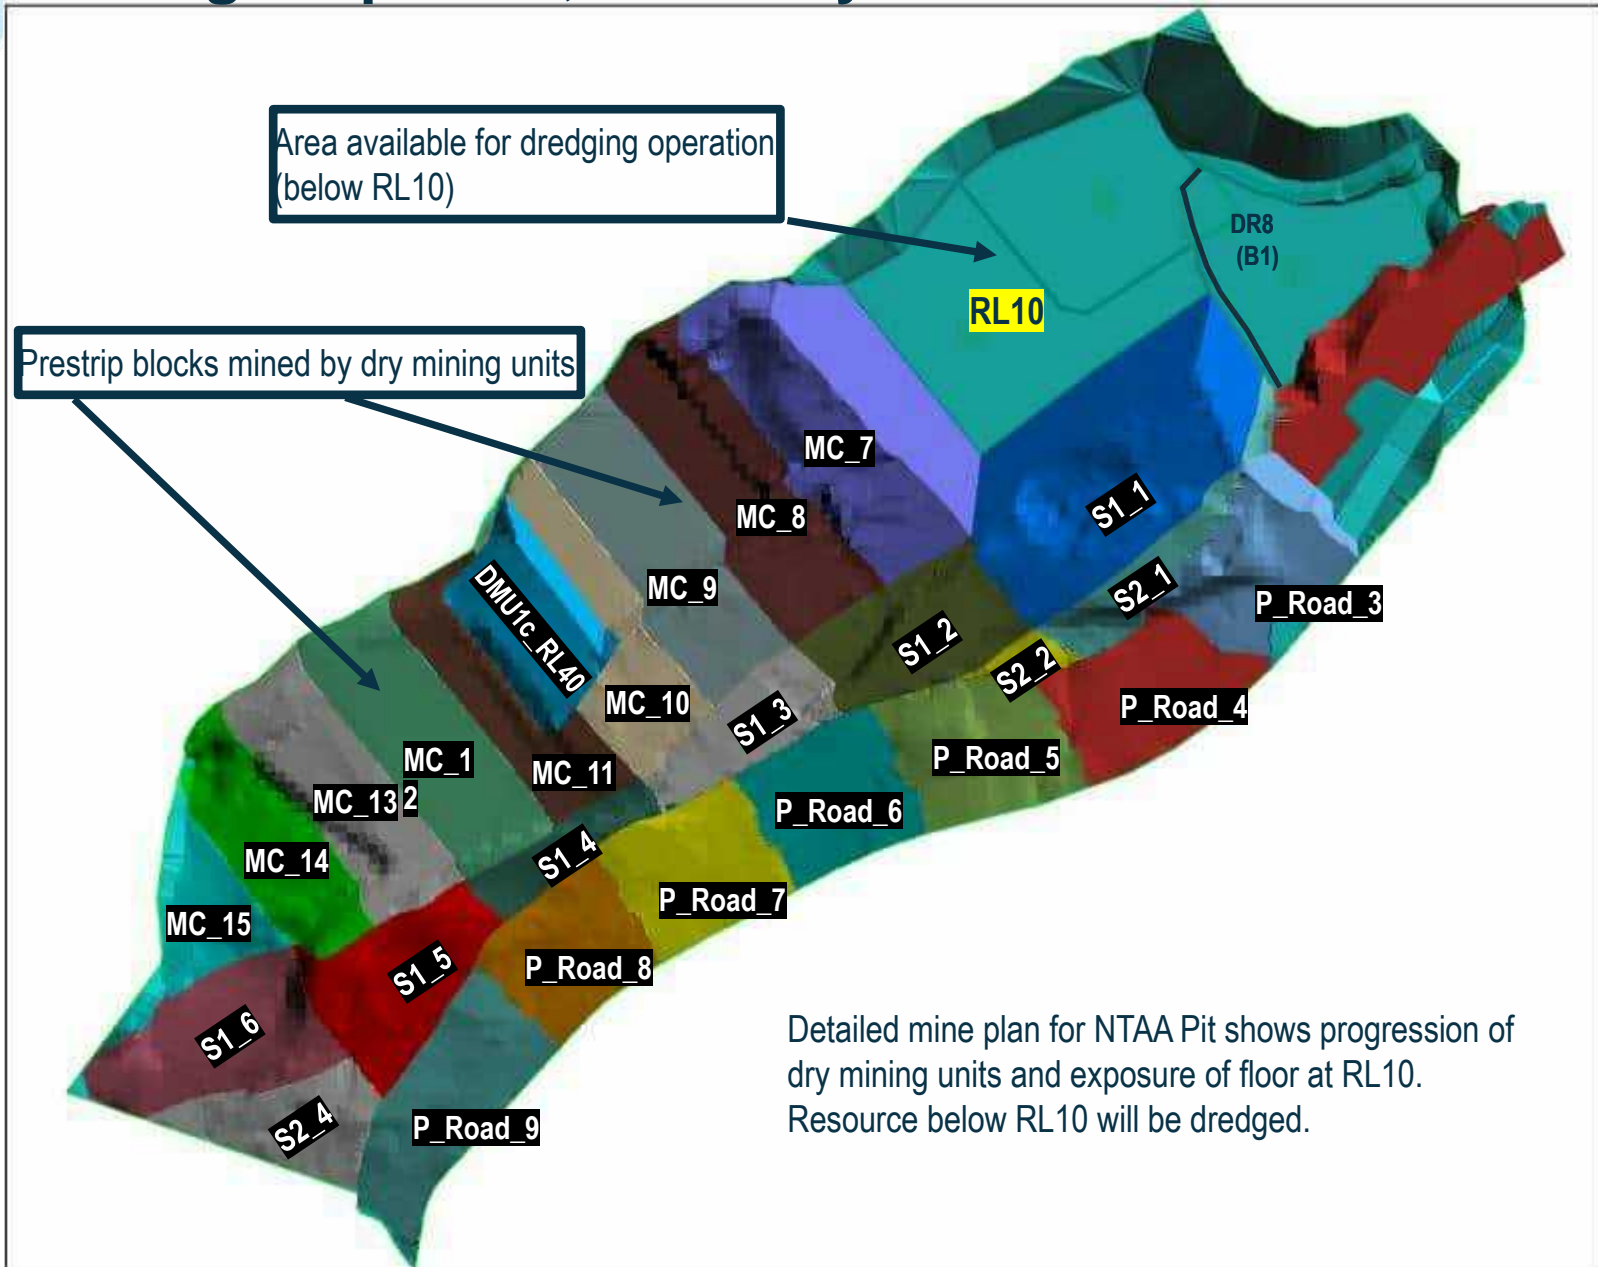 Area available for dredging operation
(below RL10)
DR8
(B1)
RL10
Prestrip blocks mined by dry mining units
MC_7
MC_8
S1_1
MC_9
S2_1
P_Road_3
DMU1c_RL40
S1_2
S2_2
MC_10
S1_3
P_Road_4
MC_1
2
MC_11
P_Road_5
MC_13
P_Road_6
S1_4
MC_14
P_Road_7
MC_15
S1_5
P_Road_8
S1_6
S2_4
P_Road_9
Detailed mine plan for NTAA Pit shows progression of
dry mining units and exposure of floor at RL10.
Resource below RL10 will be dredged.